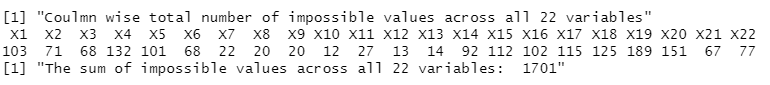 [1] "Coulmn wise total number of impossible values across all 22 variables"
X1 X2 X3 X4 X5 X6 X7 X8 X9 X10 X11 X12 X13 X14 X15 X16 X17 X18 X19 X20 X21 X22
103 71 68 132 101 68 22 20 20 12 27 13 14 92 112 102 115 125 189 151 67 77
[1] "The sum of impossible values across all 22 variables:  1701"